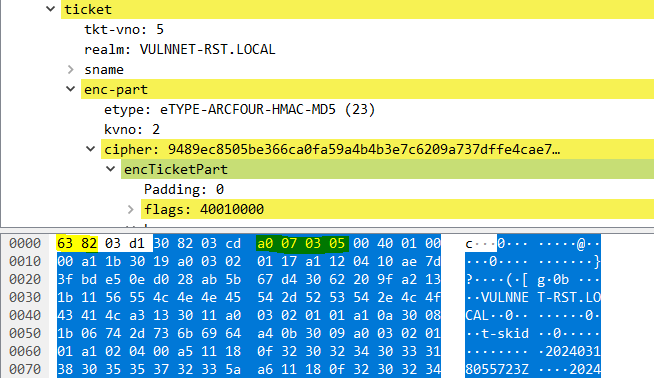 ticket
tkt-vno: 5
realm: VULNNET-RST.LOCAL
sname
enc-part
etype: eTYPE-ARCFOUR-HMAC-MD5 (23)
kvno: 2
cipher: 9489ec8505be366ca0fa59a4b4b3e7c6209a737dffe4cae7…
encTicketPart
Padding: 0
flags: 40010000
0000 63 82 03 d1 30 82 03 cd a0 07 03 05 00 40 01 00 c···0··· ·····@··
0010 00 a1 1b 30 19 a0 03 02 01 17 a1 12 04 10 ae 7d ···0···· ·······}
0020 3f bd e5 0e d0 28 ab 5b 67 d4 30 62 20 9f a2 13 ?····(·[ g·0b ···
0030 1b 11 56 55 4c 4e 4e 45 54 2d 52 53 54 2e 4c 4f ··VULNNE T-RST.LO
0040 43 41 4c a3 13 30 11 a0 03 02 01 01 a1 0a 30 08 CAL··0·· ······0·
0050 1b 06 74 2d 73 6b 69 64 a4 0b 30 09 a0 03 02 01 ··t-skid ··0·····
0060 01 a1 02 04 00 a5 11 18 0f 32 30 32 34 30 33 31 ········ ·2024031
0070 38 30 35 35 37 32 33 5a a6 11 18 0f 32 30 32 34 8055723Z ····2024